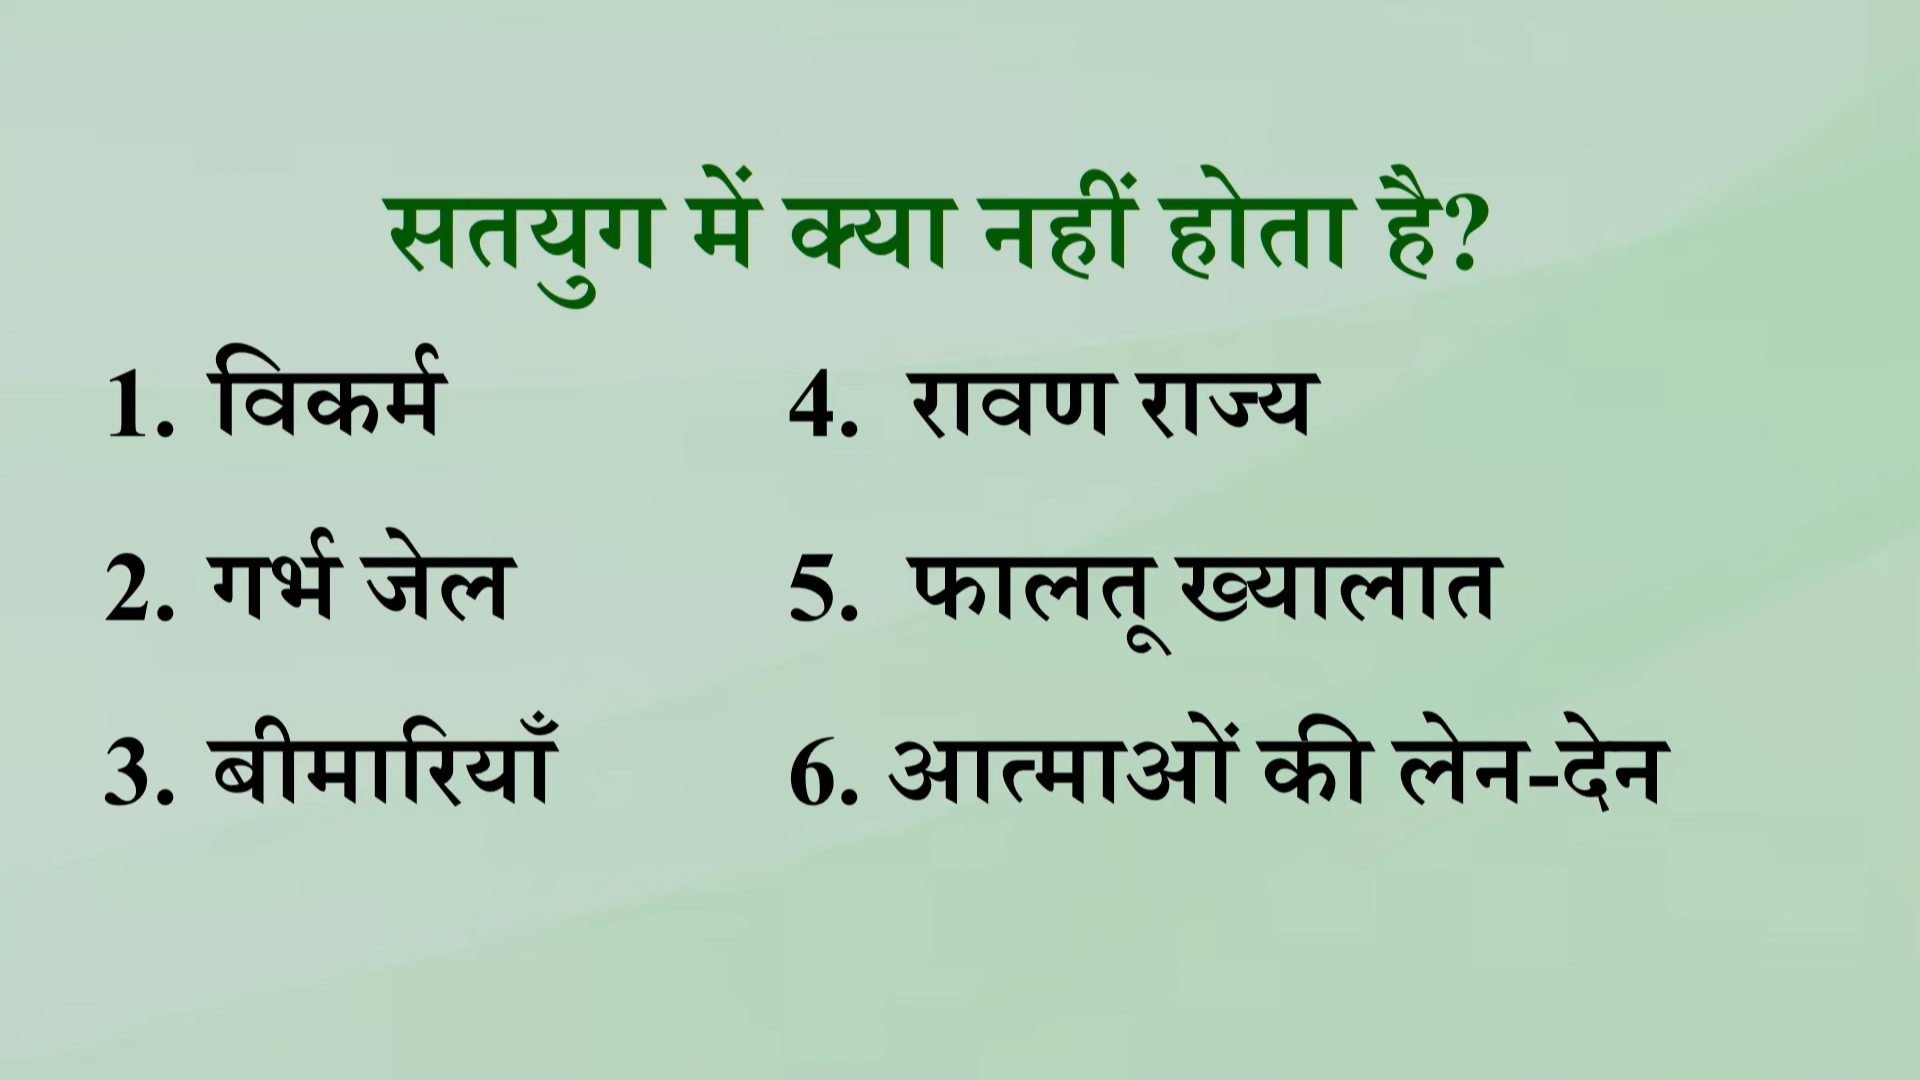 सतयुग में क्या नहीं होता है?
1. विकर्म
2. गर्भ जेल
3. बीमारियाँ
4. रावण राज्य
5. फालतू ख्यालात
6. आत्माओं की लेन-देन